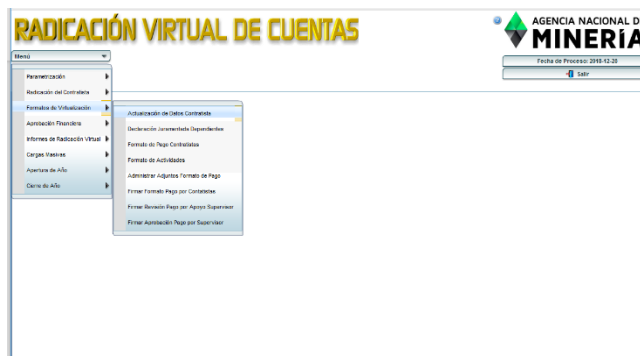 RADICACIÓN VIRTUAL DE CUENTAS
AGENCIA NACIONAL D
MINERÍA
Fecha de Proceso: 2018-12-28
Salir
Menú
Parametrización
Radicación del Contratista
Formatos de Virtualización
Aprobación Financiera
Informes de Radicación Virtual
Cargas Masivas
Apertura de Año
Cierre de Año
Actualización de Datos Contratista
Declaración Juramentada Dependientes
Formato de Pago Contratistas
Formato de Actividades
Administrar Adjuntos Formato de Pago
Firmar Formato Pago por Contatistas
Firmar Revisión Pago por Apoyo Supervisor
Firmar Aprobación Pago por Supervisor